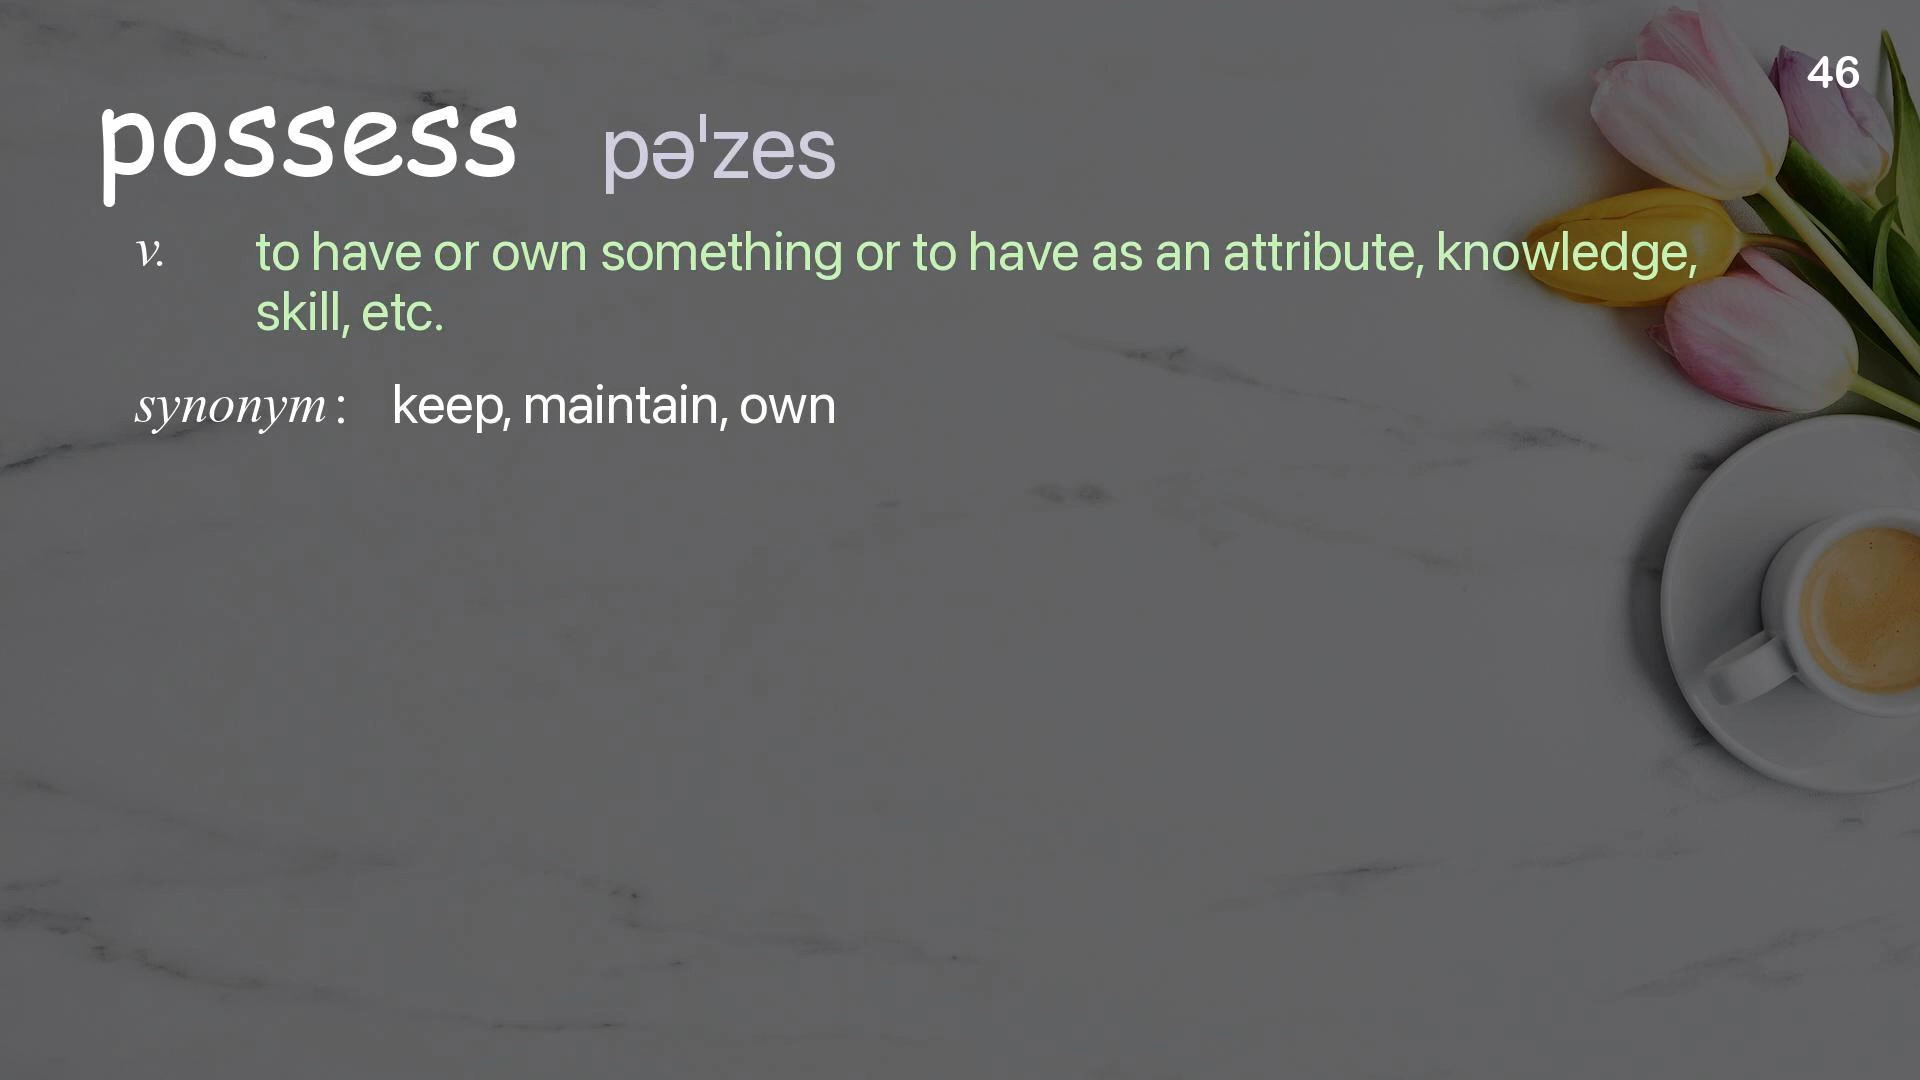 46
possess pəˈzes
v. to have or own something or to have as an attribute, knowledge,
skill, etc.
synonym: keep, maintain, own